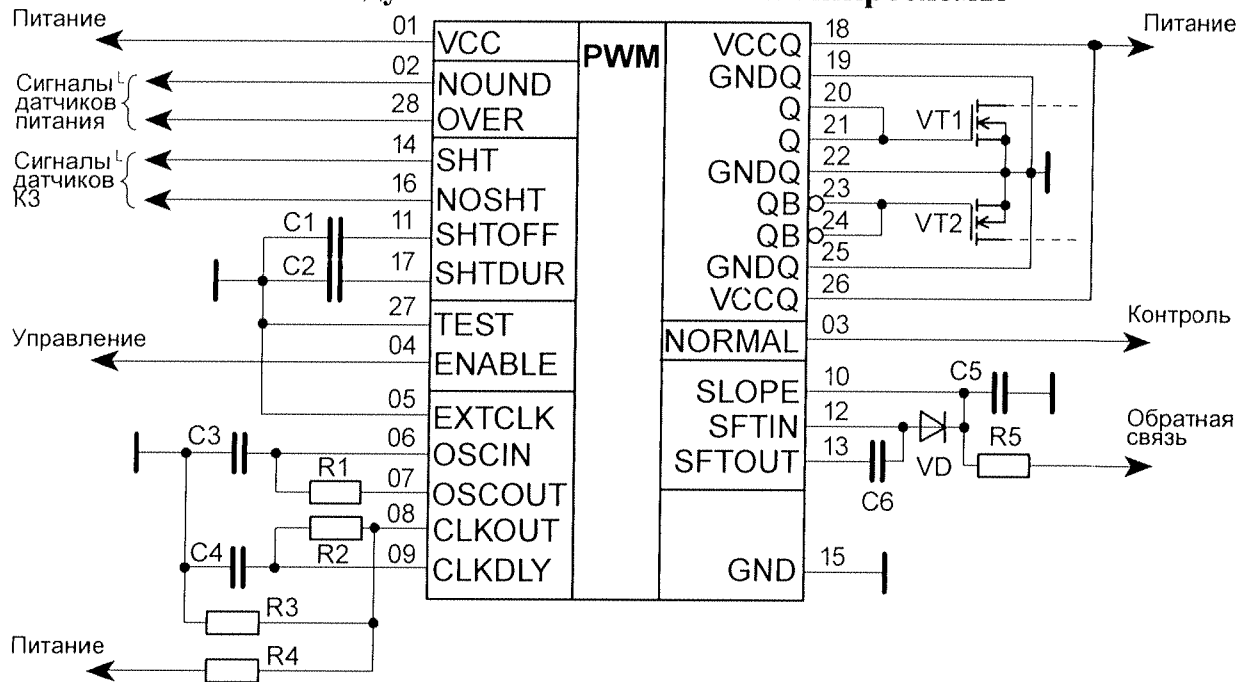 Питание
01
VCC
PWM
VCCQ
18
Питание
02
NOUND
GNDQ
19
Сигналы
датчиков
питания
28
OVER
Q
20
Q
21
VT1
14
SHT
GNDQ
22
Сигналы
датчиков
КЗ
16
NOSHT
QB
23
QB
24
VT2
C1
11
SHTOFF
GNDQ
25
C2
17
SHTDUR
VCCQ
26
27
TEST
NORMAL
03
Контроль
Управление
04
ENABLE
05
EXTCLK
SLOPE
10
C5
C3
06
OSCIN
SFTIN
12
Обратная
связь
R1
07
OSCOUT
SFTOUT
13
C6
VD
R5
08
CLKOUT
R2
C4
09
CLKDLY
GND
15
R3
Питание
R4